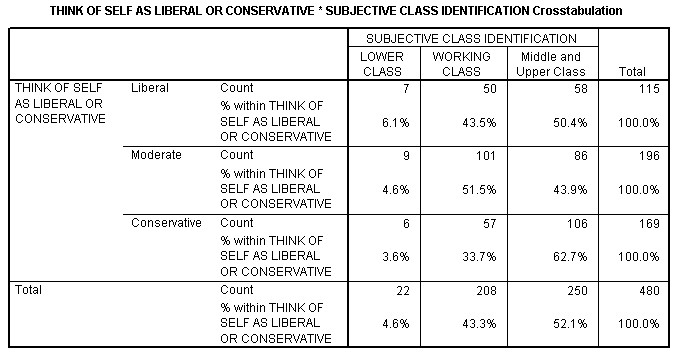 THINK OF SELF AS LIBERAL OR CONSERVATIVE * SUBJECTIVE CLASS IDENTIFICATION Crosstabulation
SUBJECTIVE CLASS IDENTIFICATION
LOWER CLASS
WORKING CLASS
Middle and Upper Class
Total
THINK OF SELF
AS LIBERAL OR
CONSERVATIVE
Liberal
Count 7 50 58 115
% within THINK OF
SELF AS LIBERAL
OR CONSERVATIVE
6.1% 43.5% 50.4% 100.0%
Moderate
Count 9 101 86 196
% within THINK OF
SELF AS LIBERAL
OR CONSERVATIVE
4.6% 51.5% 43.9% 100.0%
Conservative
Count 6 57 106 169
% within THINK OF
SELF AS LIBERAL
OR CONSERVATIVE
3.6% 33.7% 62.7% 100.0%
Total
Count 22 208 250 480
% within THINK OF
SELF AS LIBERAL
OR CONSERVATIVE
4.6% 43.3% 52.1% 100.0%